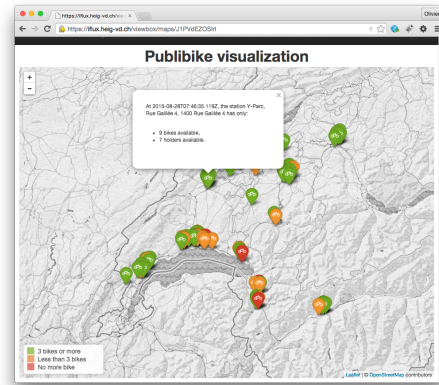 https://iflux.heig-vd.ch/vie
Olivie
https://iflux.heig-vd.ch/viewbox/maps/J1PVdEZOSIrl
Publibike visualization
+
−
At 2015-08-28T07:46:35.119Z, the station Y-Parc,
Rue Galilée 4, 1400 Rue Galilée 4 has only:
9 bikes available,
7 holders available.
3 bikes or more
Less than 3 bikes
No more bike
Leaflet | © OpenStreetMap contributors